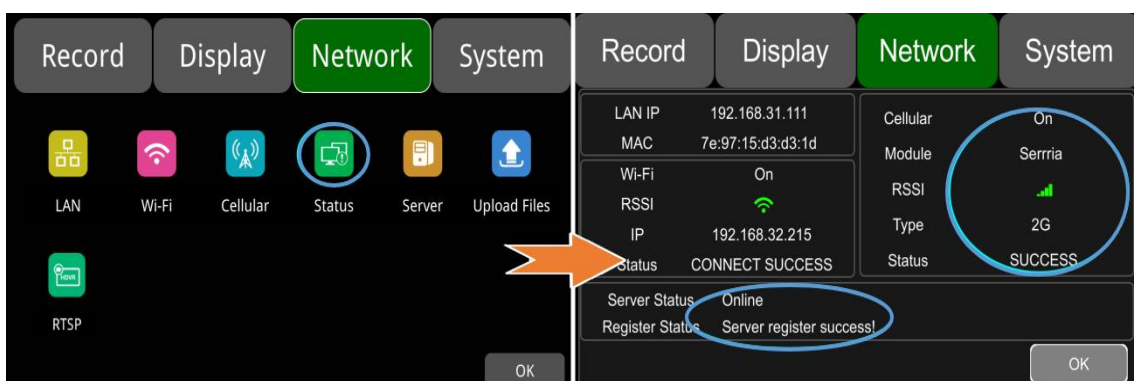 Record Display Network System
LAN Wi-Fi Cellular Status Server Upload Files
HDVR
RTSP
OK
Record Display Network System
LAN IP 192.168.31.111
MAC 7e:97:15:d3:d3:1d
Wi-Fi On
RSSI
IP 192.168.32.215
Status CONNECT SUCCESS
Cellular On
Module Serrria
RSSI
Type 2G
Status SUCCESS
Server Status Online
Register Status Server register success!
OK